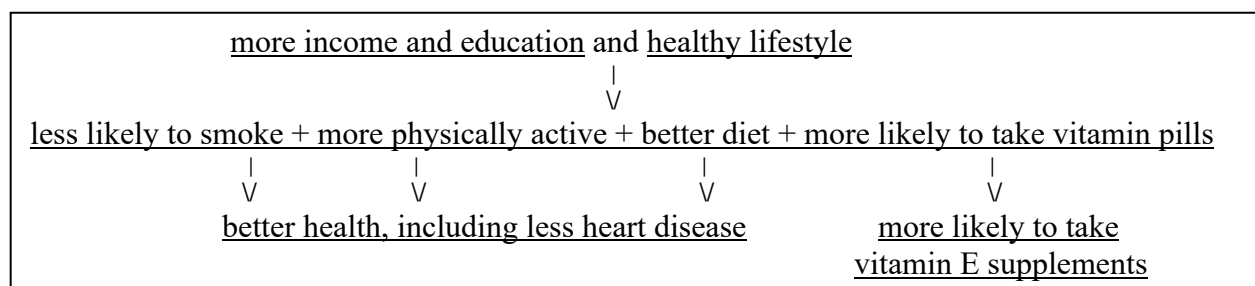 more income and education and healthy lifestyle
less likely to smoke + more physically active + better diet + more likely to take vitamin pills
better health, including less heart disease more likely to take
vitamin E supplements